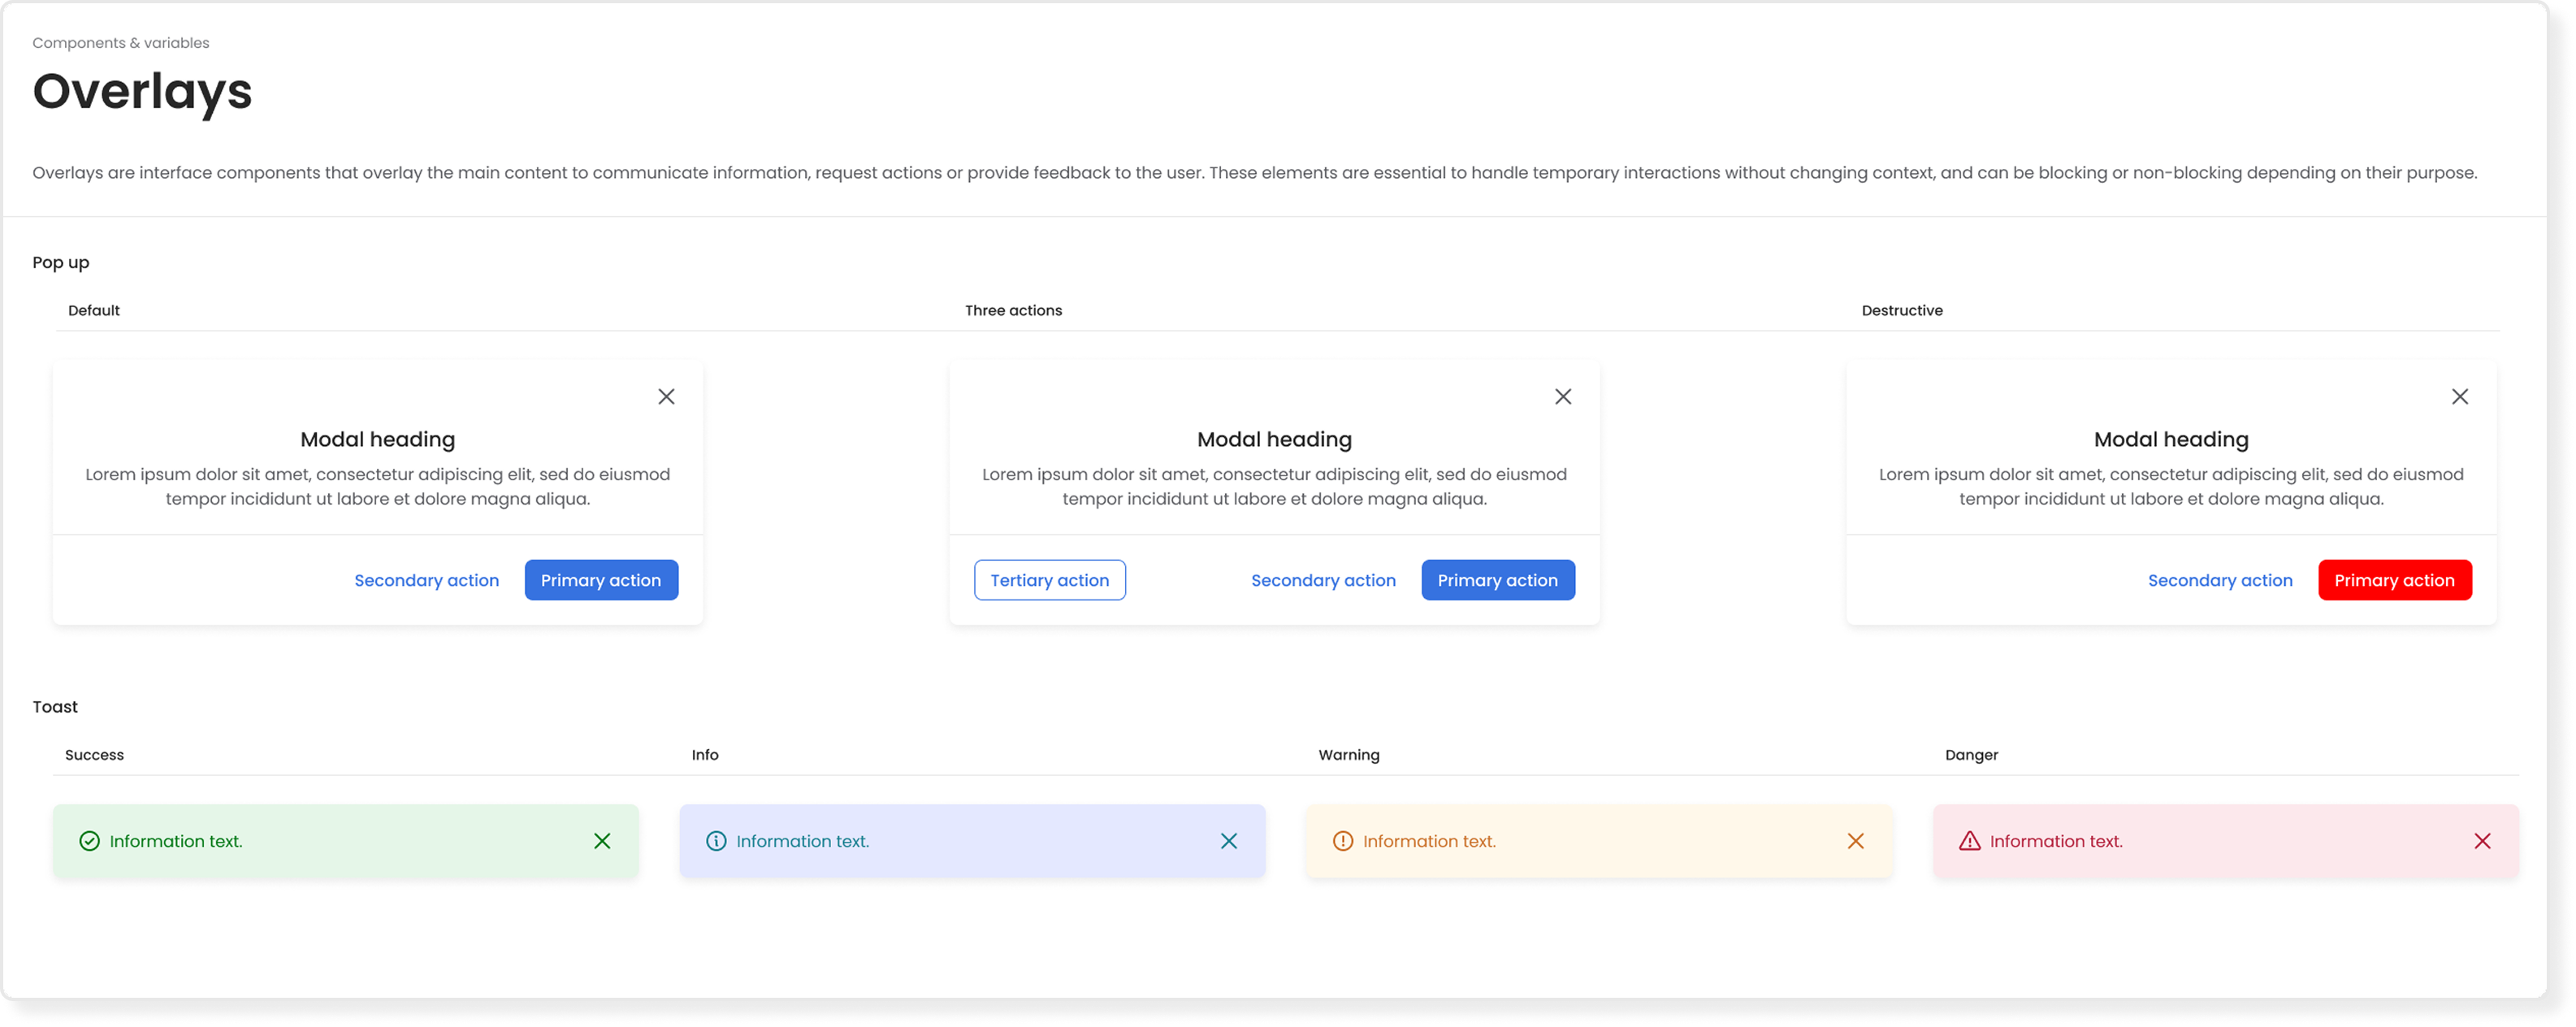 Components & variables
Overlays
Overlays are interface components that overlay the main content to communicate information, request actions or provide feedback to the user. These elements are essential to handle temporary interactions without changing context, and can be blocking or non-blocking depending on their purpose.
Pop up
Default
Three actions
Destructive
Modal heading
Lorem ipsum dolor sit amet, consectetur adipiscing elit, sed do eiusmod
tempor incididunt ut labore et dolore magna aliqua.
Secondary action
Primary action
Modal heading
Lorem ipsum dolor sit amet, consectetur adipiscing elit, sed do eiusmod
tempor incididunt ut labore et dolore magna aliqua.
Tertiary action
Secondary action
Primary action
Modal heading
Lorem ipsum dolor sit amet, consectetur adipiscing elit, sed do eiusmod
tempor incididunt ut labore et dolore magna aliqua.
Secondary action
Primary action
Toast
Success
Info
Warning
Danger
Information text.
Information text.
Information text.
Information text.